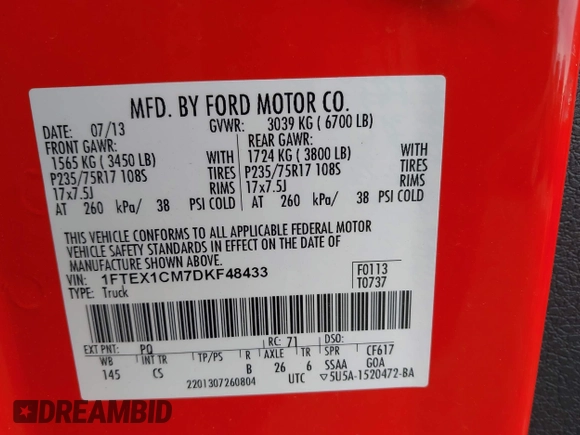 MFD. BY FORD MOTOR CO.
DATE: 07/13 GVWR: 3039 KG ( 6700 LB)
FRONT GAWR: REAR GAWR:
1565 KG ( 3450 LB) WITH 1724 KG ( 3800 LB) WITH
P235/75R17 108S TIRES P235/75R17 108S TIRES
17x7.5J RIMS 17x7.5J RIMS
AT 260 kPa/ 38 PSI COLD AT 260 kPa/ 38 PSI COLD
THIS VEHICLE CONFORMS TO ALL APPLICABLE FEDERAL MOTOR
VEHICLE SAFETY STANDARDS IN EFFECT ON THE DATE OF
MANUFACTURE SHOWN ABOVE.
VIN: 1FTEX1CM7DKF48433 F0113
TYPE: Truck T0737
EXT PNT: PQ RC: 71 DSO:
WB INT TR TP/PS R AXLE TR SPR CF617
145 CS B 26 6 SSAA GOA
2201307260804 UTC ▽5U5A-1520472-BA
DREAMBID